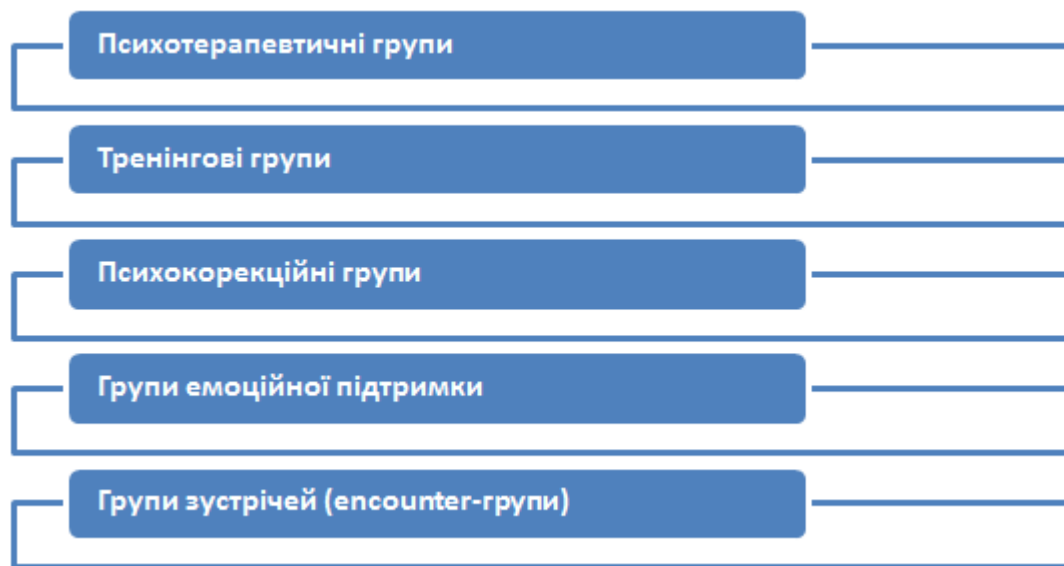 Психотерапевтичні групи
Тренінгові групи
Психокорекційні групи
Групи емоційної підтримки
Групи зустрічей (encounter-групи)